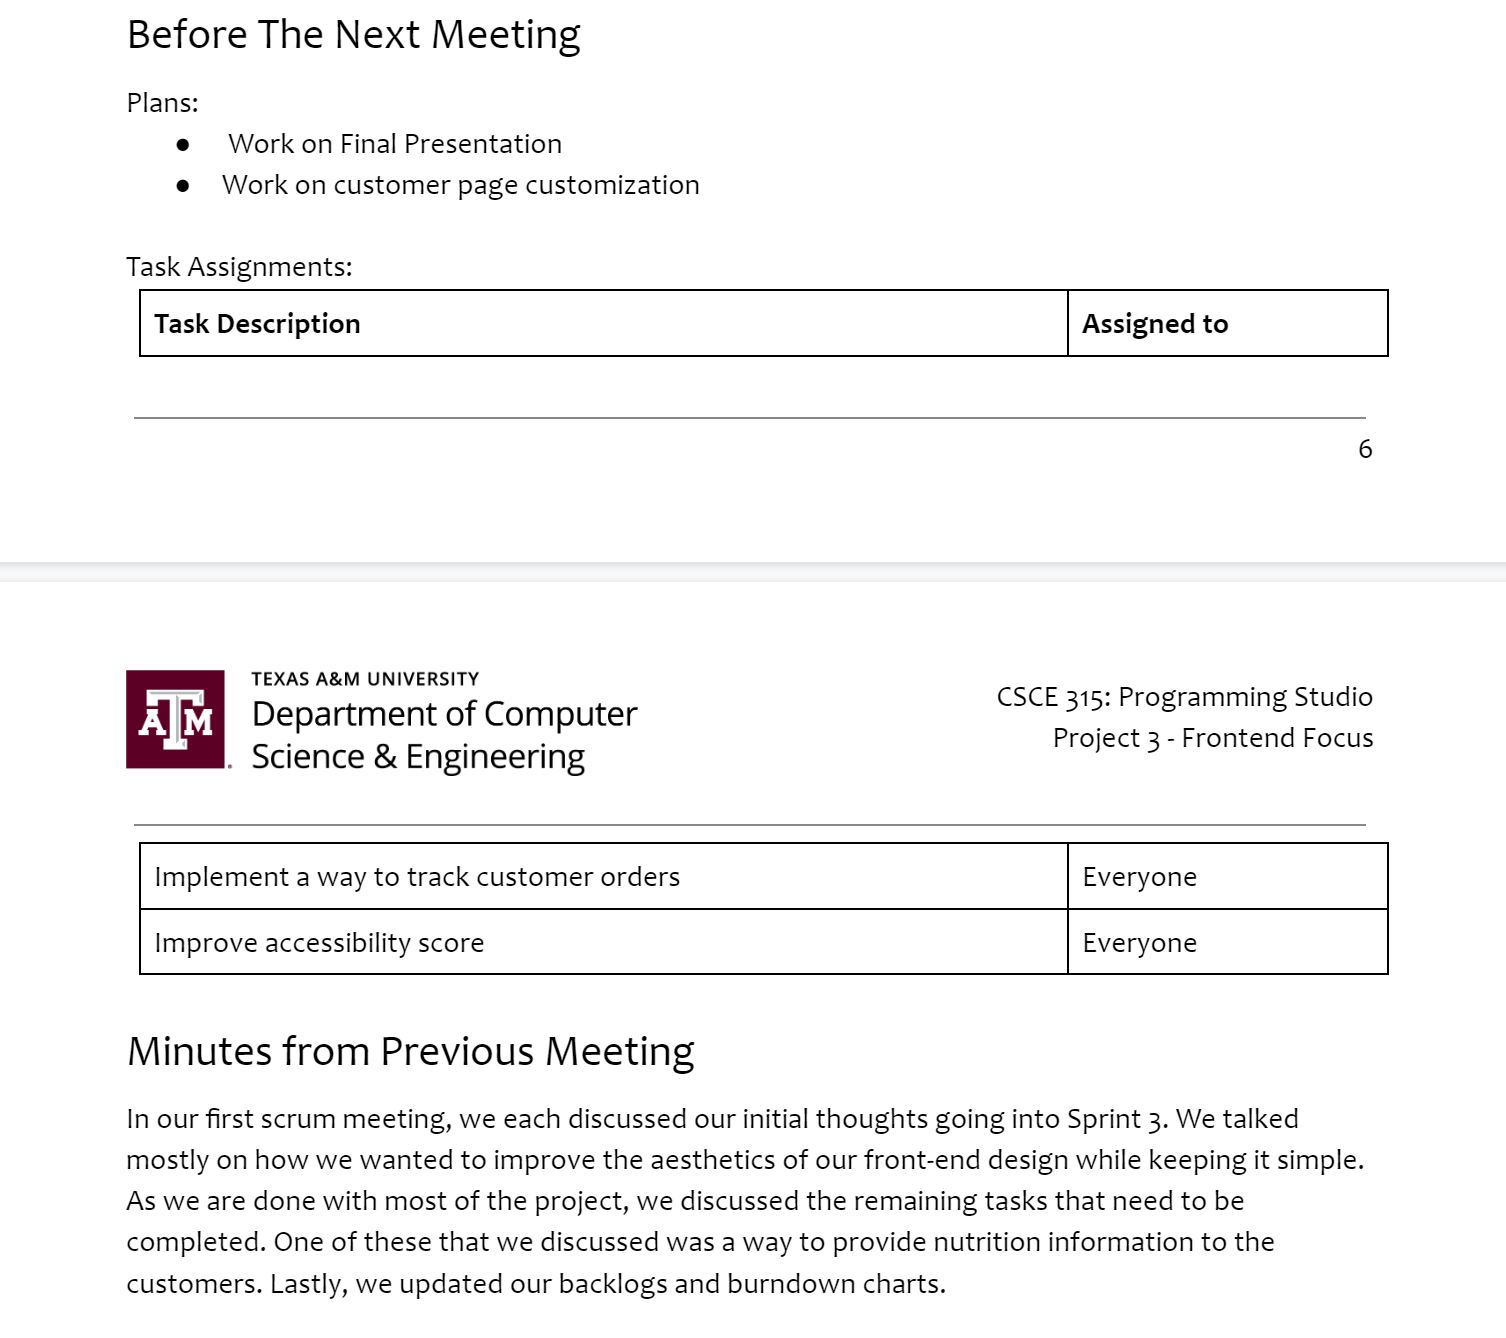 Before The Next Meeting
Plans:
● Work on Final Presentation
● Work on customer page customization
Task Assignments:
Task Description Assigned to
6
ATM
TEXAS A&M UNIVERSITY
Department of Computer
Science & Engineering
CSCE 315: Programming Studio
Project 3 - Frontend Focus
Implement a way to track customer orders Everyone
Improve accessibility score Everyone
Minutes from Previous Meeting
In our first scrum meeting, we each discussed our initial thoughts going into Sprint 3. We talked
mostly on how we wanted to improve the aesthetics of our front-end design while keeping it simple.
As we are done with most of the project, we discussed the remaining tasks that need to be
completed. One of these that we discussed was a way to provide nutrition information to the
customers. Lastly, we updated our backlogs and burndown charts.